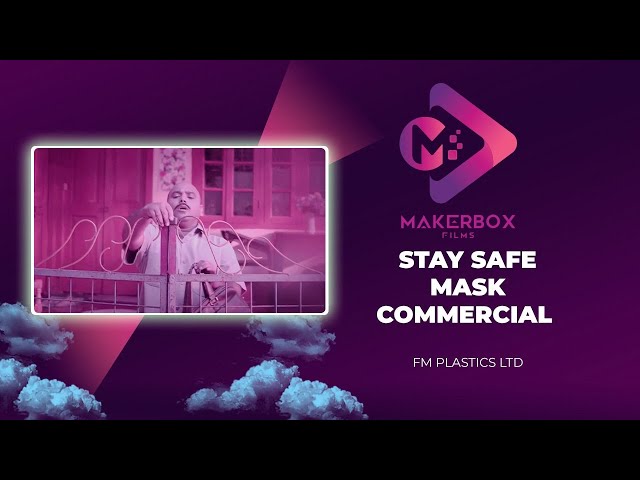 M
MAKERBOX
FILMS
STAY SAFE
MASK
COMMERCIAL
FM PLASTICS LTD